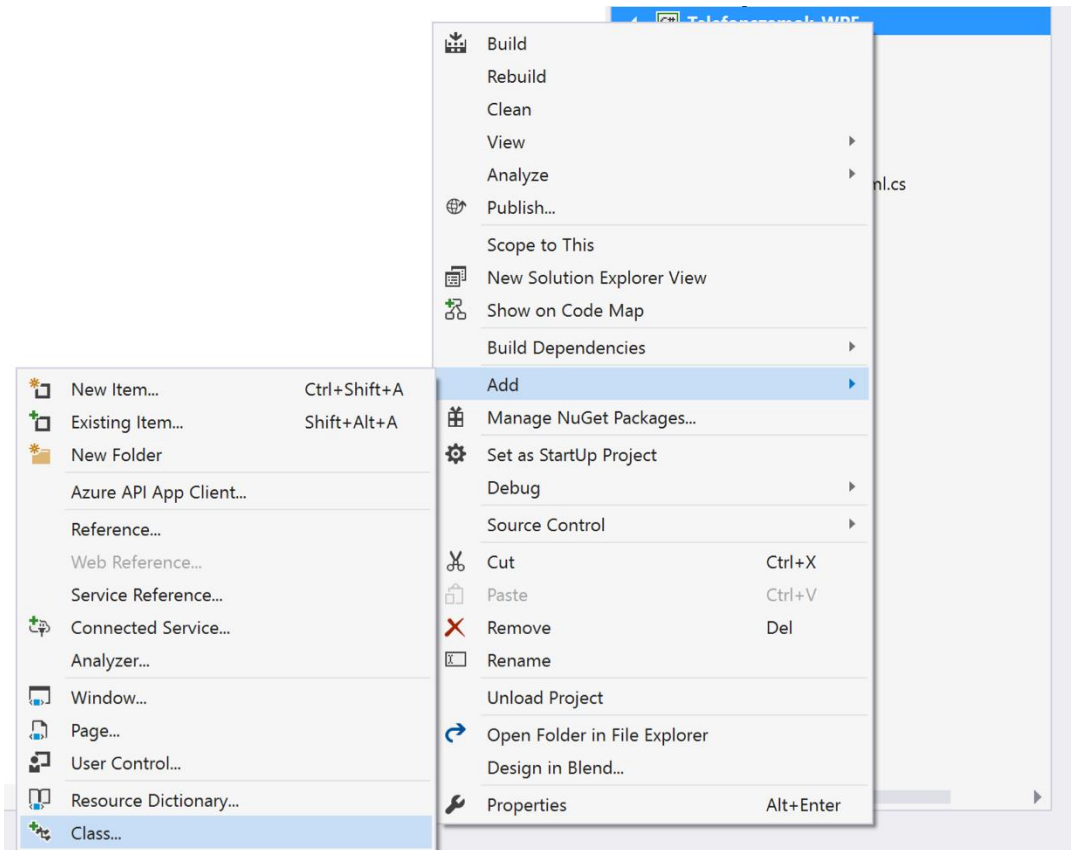 C# Telefonszamok-WPF
Build
Rebuild
Clean
View
Analyze
ml.cs
Publish...
Scope to This
New Solution Explorer View
Show on Code Map
Build Dependencies
Add
Manage NuGet Packages...
Set as StartUp Project
Debug
Source Control
Cut Ctrl+X
Paste Ctrl+V
Remove Del
Rename
Unload Project
Open Folder in File Explorer
Design in Blend...
Properties Alt+Enter
New Item... Ctrl+Shift+A
Existing Item... Shift+Alt+A
New Folder
Azure API App Client...
Reference...
Web Reference...
Service Reference...
Connected Service...
Analyzer...
Window...
Page...
User Control...
Resource Dictionary...
Class...